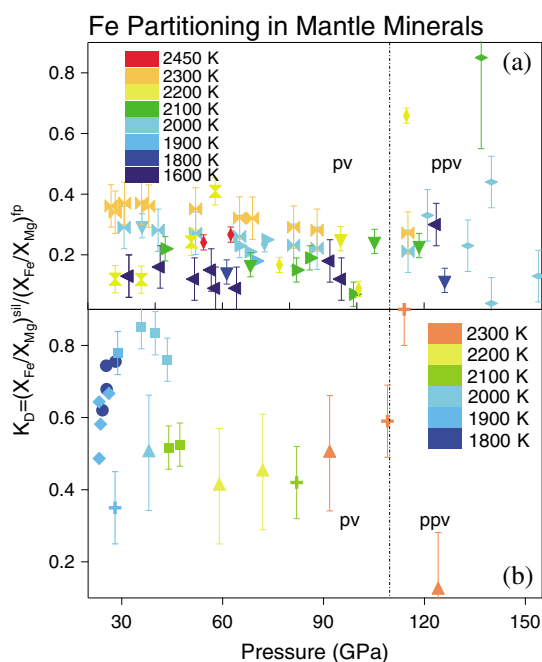 Fe Partitioning in Mantle Minerals
(a)
2450 K
2300 K
2200 K
2100 K
2000 K
1900 K
1800 K
1600 K
pv
ppv
0.8
0.6
0.4
0.2
K_D=(X_Fe/X_Mg)^sil/(X_Fe/X_Mg)^fp
2300 K
2200 K
2100 K
2000 K
1900 K
1800 K
0.8
0.6
0.4
0.2
pv
ppv
(b)
30 60 90 120 150
Pressure (GPa)